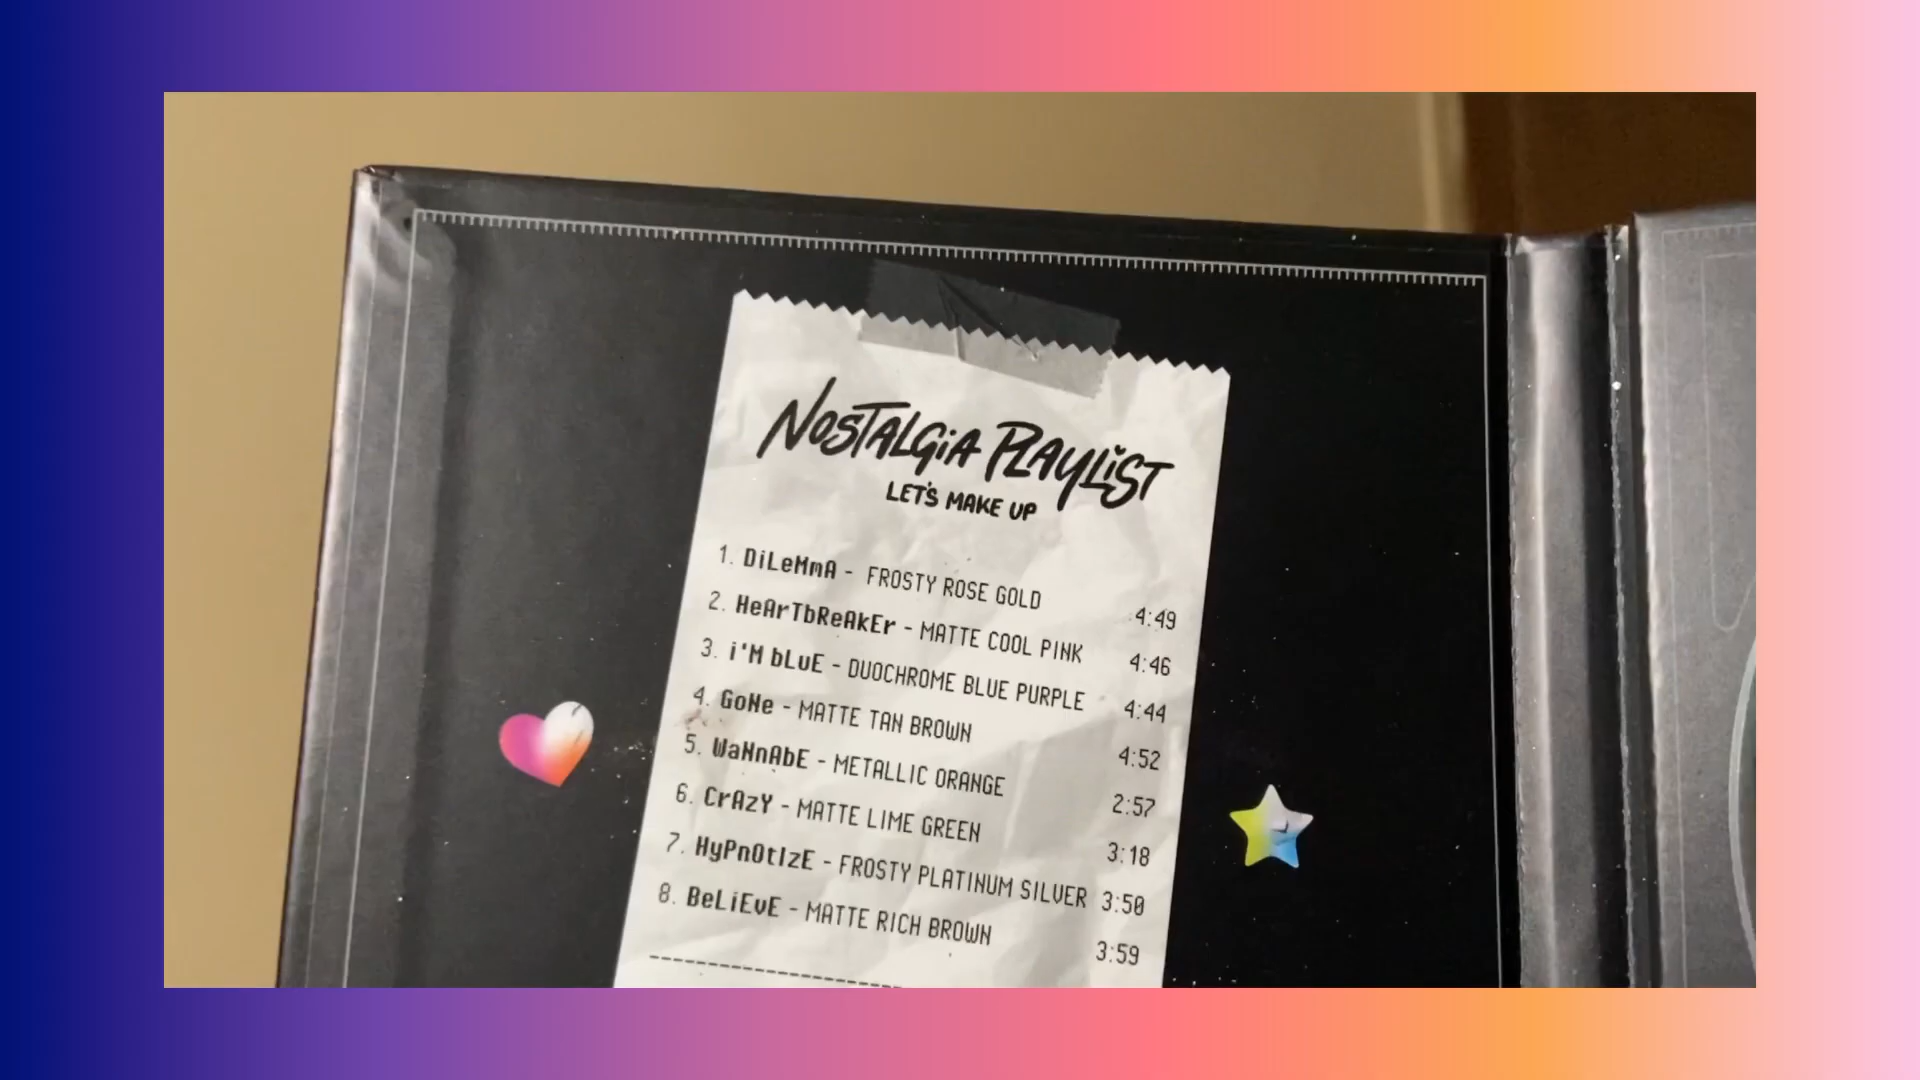 NOSTALGiA PLAYLiST
LET'S MAKE UP
1. DiLeMmA - FROSTY ROSE GOLD 4:49
2. HeArTbReAkEr - MATTE COOL PINK 4:46
3. i'M bLuE - DUOCHROME BLUE PURPLE 4:44
4. GoNe - MATTE TAN BROWN 4:52
5. WaNnAbE - METALLIC ORANGE 2:57
6. CrAzY - MATTE LIME GREEN 3:18
7. HyPnOtIzE - FROSTY PLATINUM SILVER 3:50
8. BeLiEvE - MATTE RICH BROWN 3:59